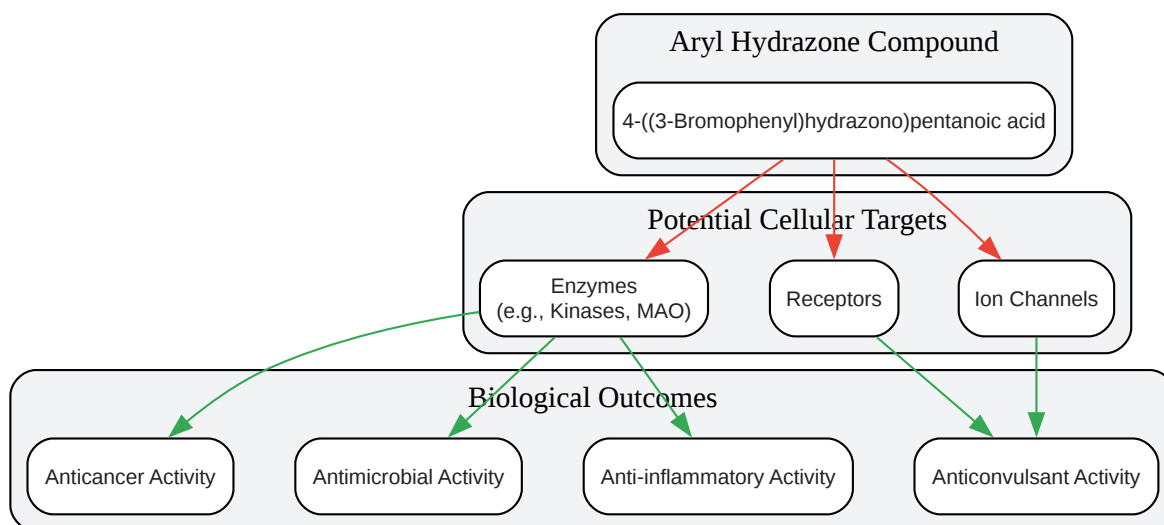 Aryl Hydrazone Compound
4-((3-Bromophenyl)hydrazono)pentanoic acid
Potential Cellular Targets
Enzymes
(e.g., Kinases, MAO)
Receptors
Ion Channels
Biological Outcomes
Anticancer Activity
Antimicrobial Activity
Anti-inflammatory Activity
Anticonvulsant Activity